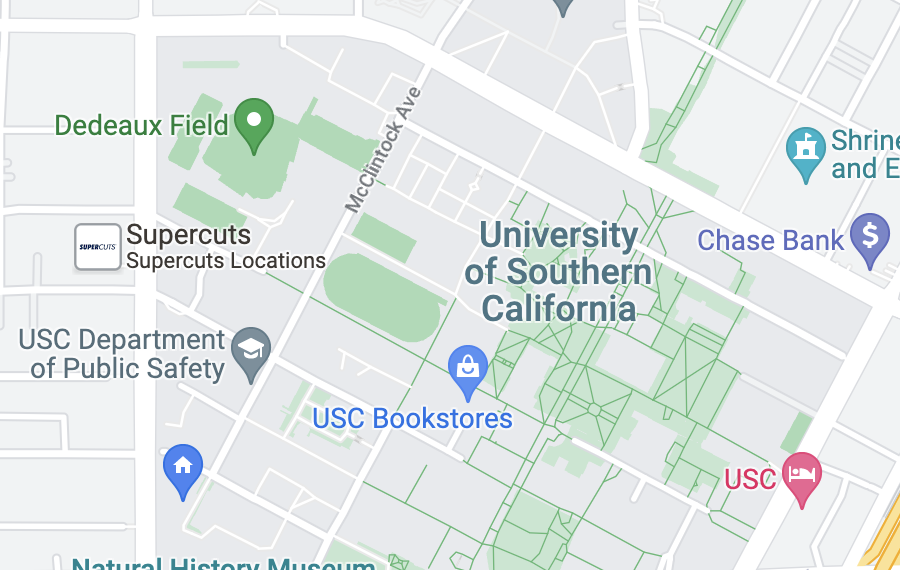 Dedeaux Field
McClintock Ave
Shrine
and E
SUPERCUTS
Supercuts
Supercuts Locations
University
of Southern
California
Chase Bank
$
USC Department
of Public Safety
USC Bookstores
USC
Natural History Museum